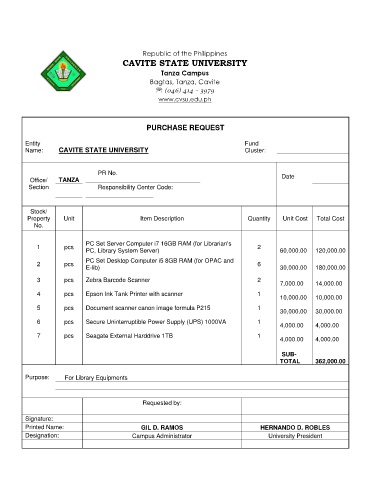 Republic of the Philippines
CAVITE STATE UNIVERSITY
Tanza Campus
Bagtas, Tanza, Cavite
☏ (046) 414 – 3979
www.cvsu.edu.ph
PURCHASE REQUEST
Entity Name: CAVITE STATE UNIVERSITY Fund Cluster:
Office/Section TANZA PR No. Date
Responsibility Center Code:
Stock/Property No. Unit Item Description Quantity Unit Cost Total Cost
1 pcs PC Set Server Computer i7 16GB RAM (for Librarian's PC, Library System Server) 2 60,000.00 120,000.00
2 pcs PC Set Desktop Computer i5 8GB RAM (for OPAC and E-lib) 6 30,000.00 180,000.00
3 pcs Zebra Barcode Scanner 2 7,000.00 14,000.00
4 pcs Epson Ink Tank Printer with scanner 1 10,000.00 10,000.00
5 pcs Document scanner canon image formula P215 1 30,000.00 30,000.00
6 pcs Secure Uninterruptible Power Supply (UPS) 1000VA 1 4,000.00 4,000.00
7 pcs Seagate External Harddrive 1TB 1 4,000.00 4,000.00
SUB-TOTAL 362,000.00
Purpose: For Library Equipments
Requested by:
Signature:
Printed Name: GIL D. RAMOS HERNANDO D. ROBLES
Designation: Campus Administrator University President